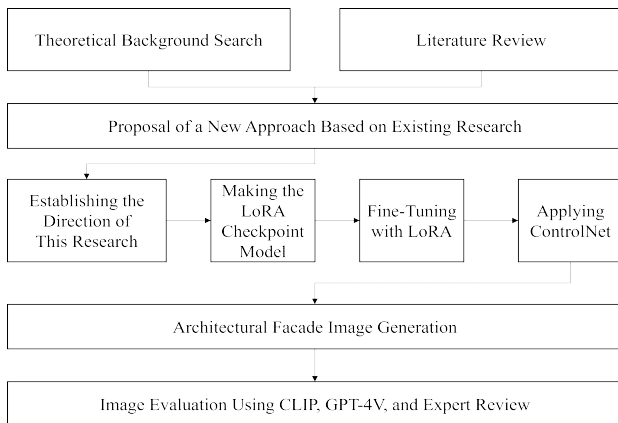 Theoretical Background Search
Literature Review
Proposal of a New Approach Based on Existing Research
Establishing the
Direction of
This Research
Making the
LoRA
Checkpoint
Model
Fine-Tuning
with LoRA
Applying
ControlNet
Architectural Facade Image Generation
Image Evaluation Using CLIP, GPT-4V, and Expert Review